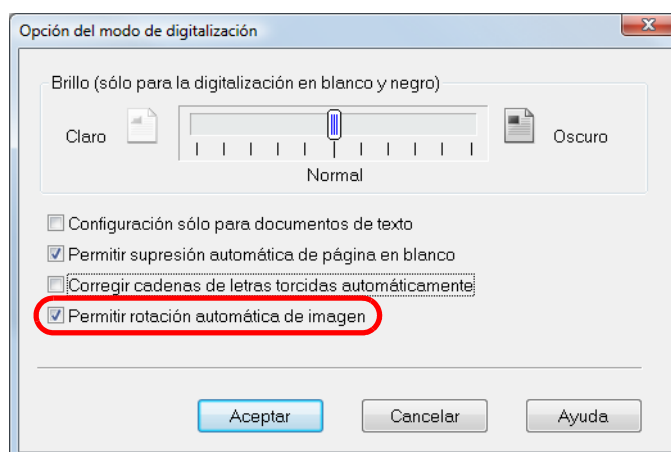 Opción del modo de digitalización
Brillo (sólo para la digitalización en blanco y negro)
Claro
Oscuro
Normal
Configuración sólo para documentos de texto
Permitir supresión automática de página en blanco
Corregir cadenas de letras torcidas automáticamente
Permitir rotación automática de imagen
Aceptar
Cancelar
Ayuda